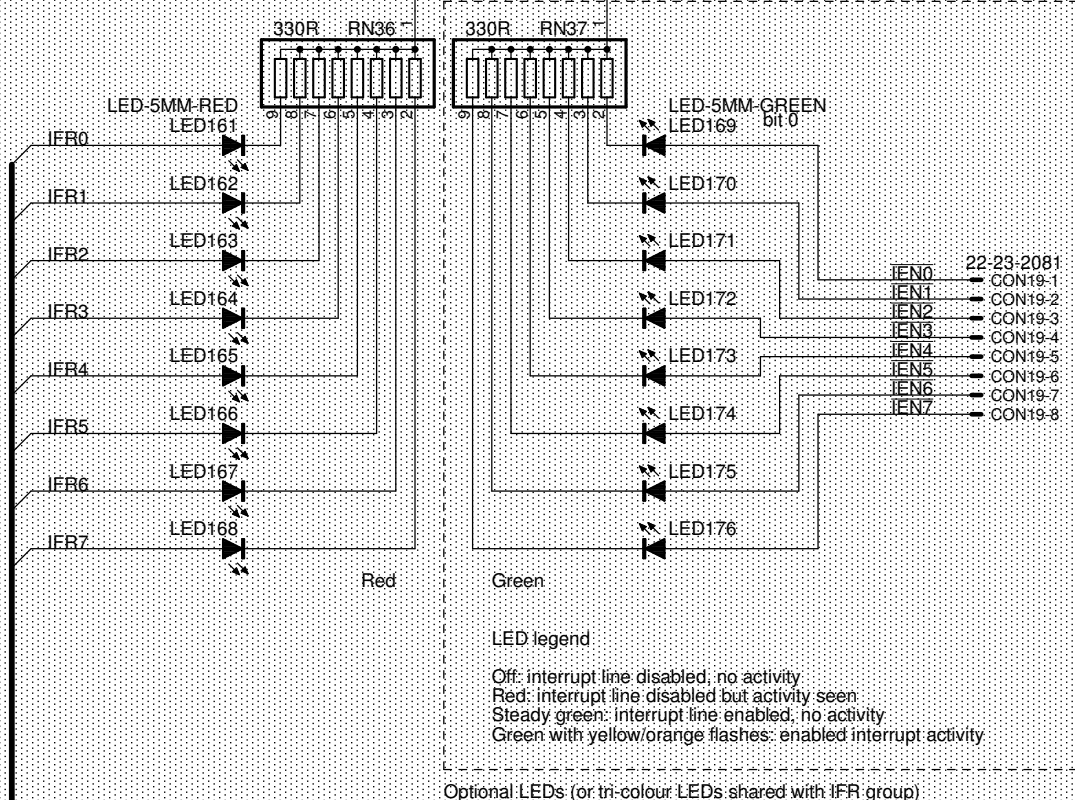 330R RN36 1
330R RN37 1
9 8 7 6 5 4 3 2
9 8 7 6 5 4 3 2
LED-5MM-RED
LED-5MM-GREEN
bit 0
IFR0 LED161
LED169
IFR1 LED162
LED170
IFR2 LED163
LED171
IFR3 LED164
LED172
IFR4 LED165
LED173
IFR5 LED166
LED174
IFR6 LED167
LED175
IFR7 LED168
LED176
22-23-2081
IEN0 CON19-1
IEN1 CON19-2
IEN2 CON19-3
IEN3 CON19-4
IEN4 CON19-5
IEN5 CON19-6
IEN6 CON19-7
IEN7 CON19-8
Red
Green
LED legend
Off: interrupt line disabled, no activity
Red: interrupt line disabled but activity seen
Steady green: interrupt line enabled, no activity
Green with yellow/orange flashes: enabled interrupt activity
Optional LEDs (or tri-colour LEDs shared with IFR group)